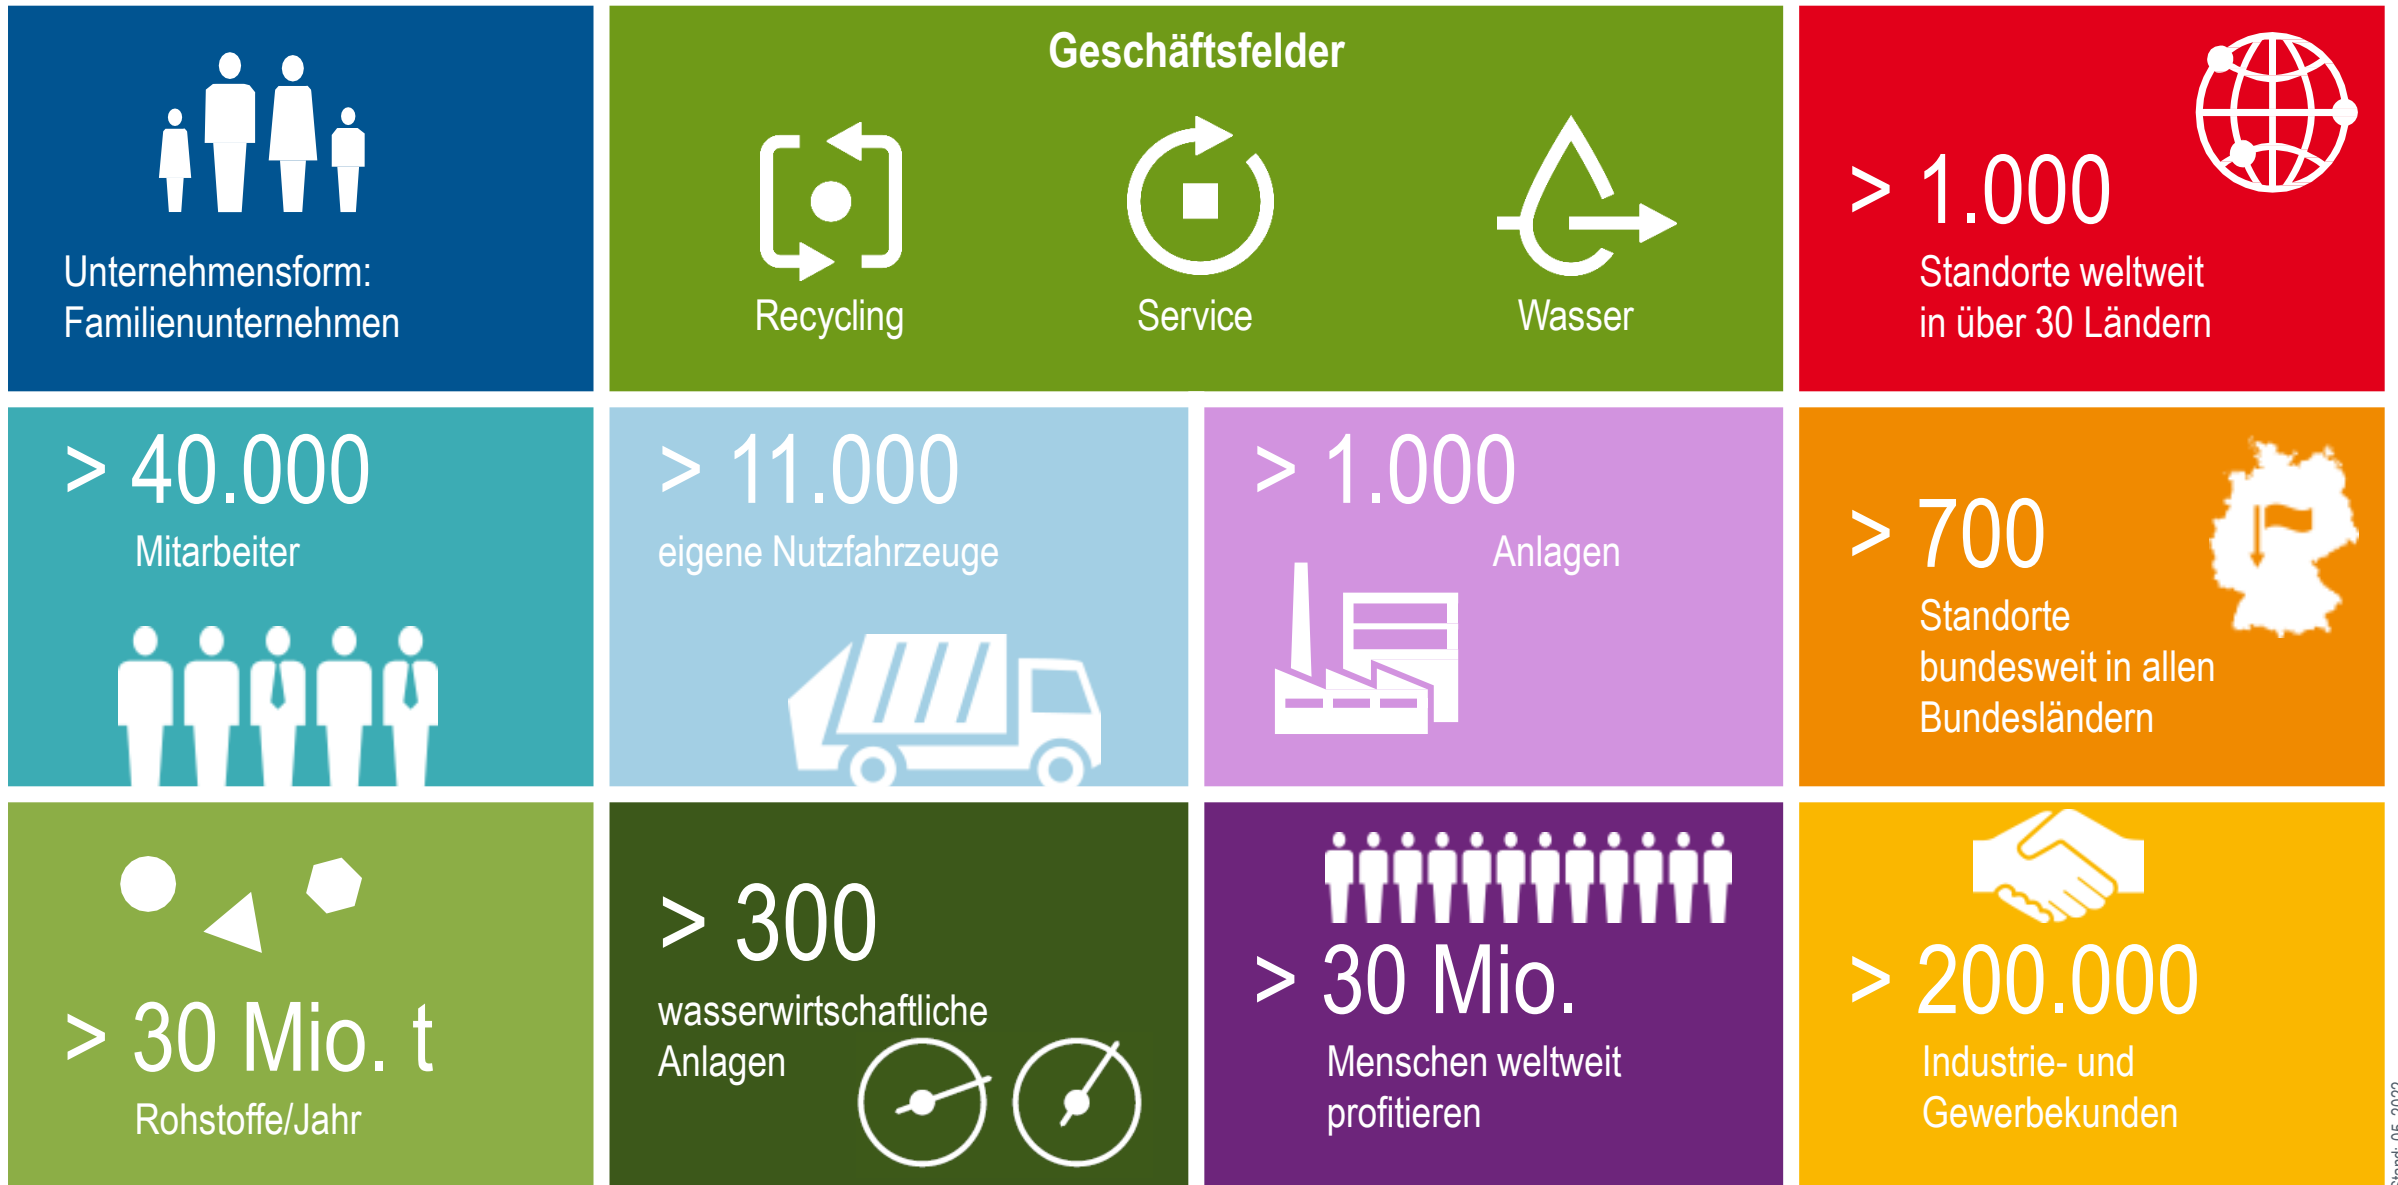 Unternehmensform:
Familienunternehmen
Geschäftsfelder
Recycling
Service
Wasser
> 1.000
Standorte weltweit
in über 30 Ländern
> 40.000
Mitarbeiter
> 11.000
eigene Nutzfahrzeuge
> 1.000
Anlagen
> 700
Standorte
bundesweit in allen
Bundesländern
> 30 Mio. t
Rohstoffe/Jahr
> 300
wasserwirtschaftliche
Anlagen
> 30 Mio.
Menschen weltweit
profitieren
> 200.000
Industrie- und
Gewerbekunden
Stand: 05_2022